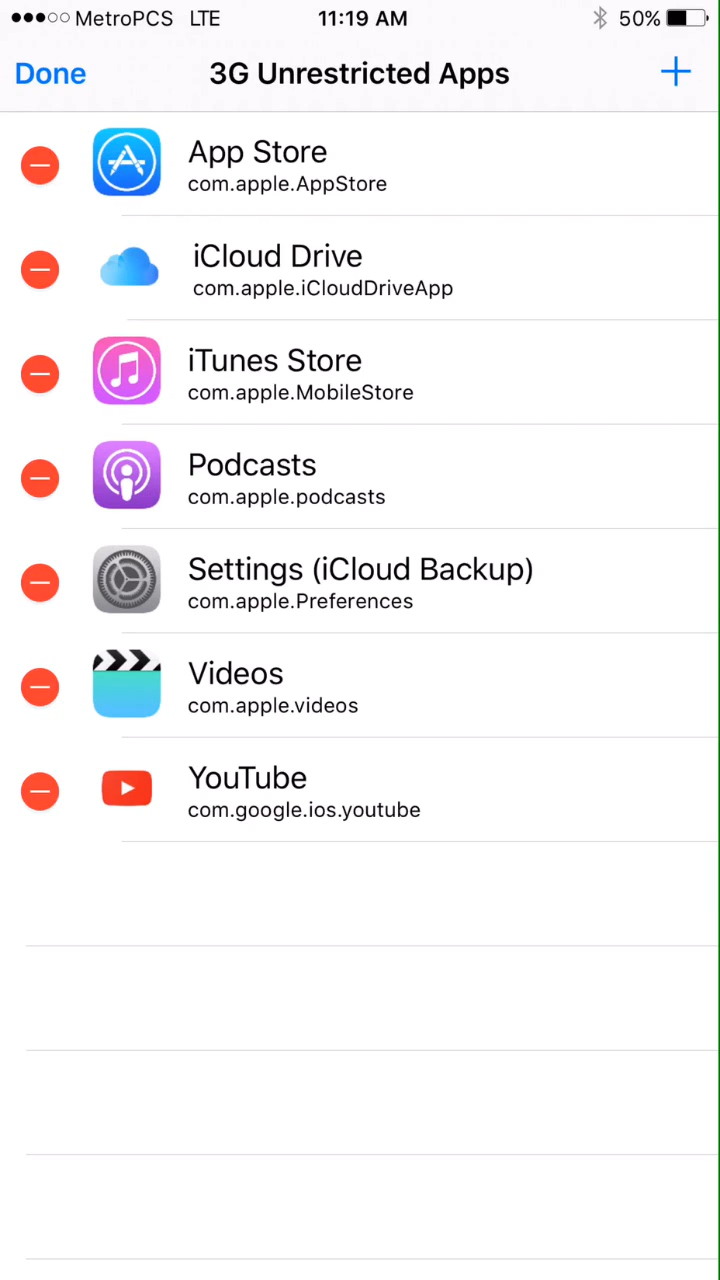 MetroPCS LTE 11:19 AM 50%
Done 3G Unrestricted Apps +
App Store
com.apple.AppStore
iCloud Drive
com.apple.iCloudDriveApp
iTunes Store
com.apple.MobileStore
Podcasts
com.apple.podcasts
Settings (iCloud Backup)
com.apple.Preferences
Videos
com.apple.videos
YouTube
com.google.ios.youtube